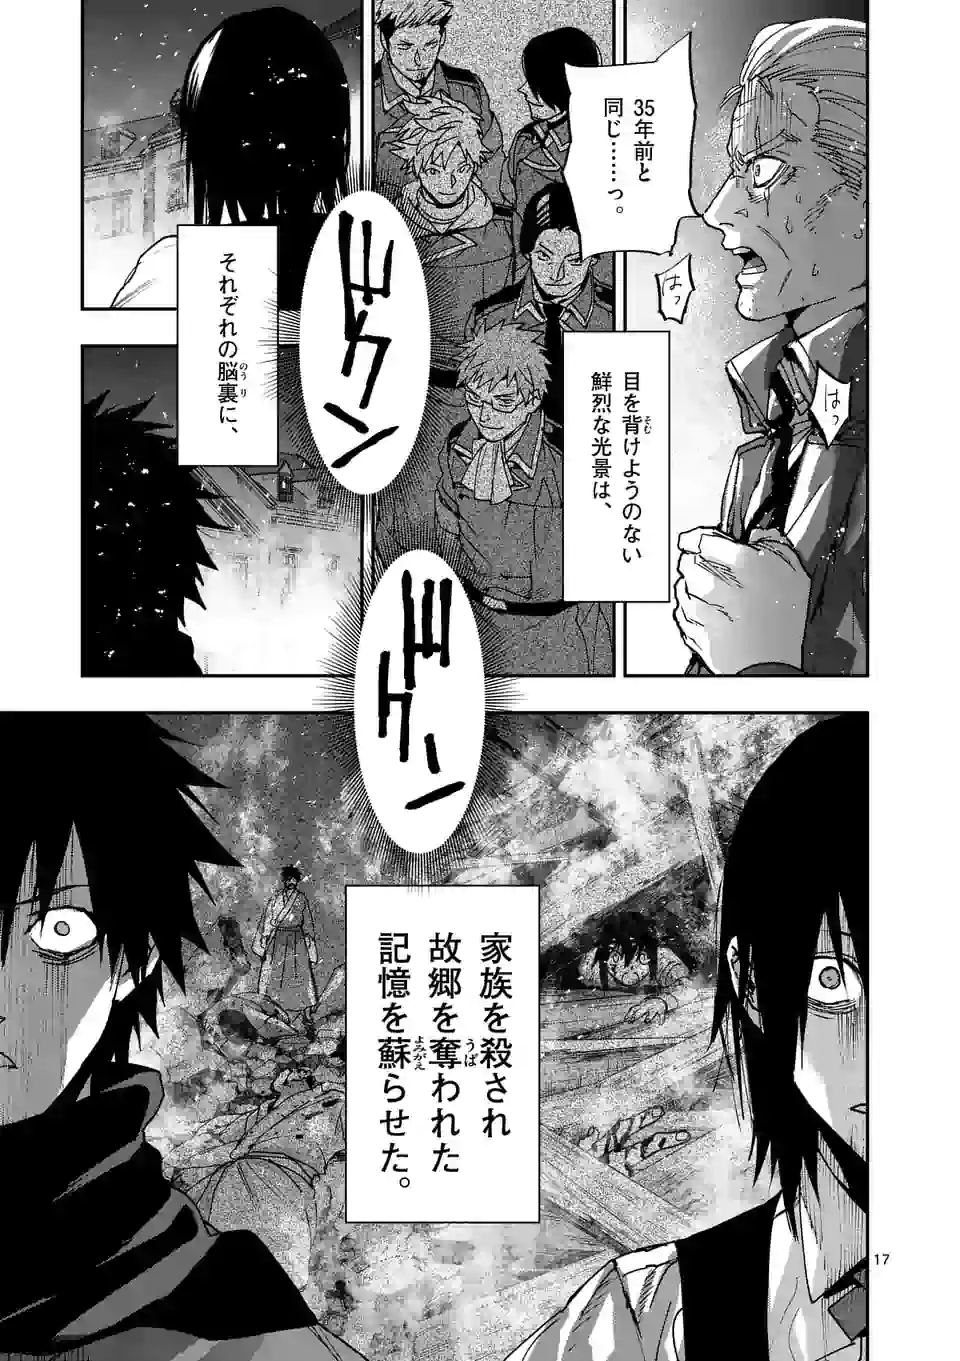 35年前と
同じ……っ。
はっ
はっ
目を背けようのない
鮮烈な光景は、
ドクン
それぞれの脳裏に、
ドクン
家族を殺され
故郷を奪われた
記憶を蘇らせた。
17